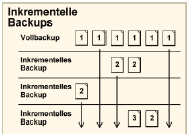 Inkrementelle
Backups
Vollbackup 1 1 1 1 1 1
Inkrementelles
Backup 2 2
Inkrementelles
Backup 2
Inkrementelles
Backup 3 2